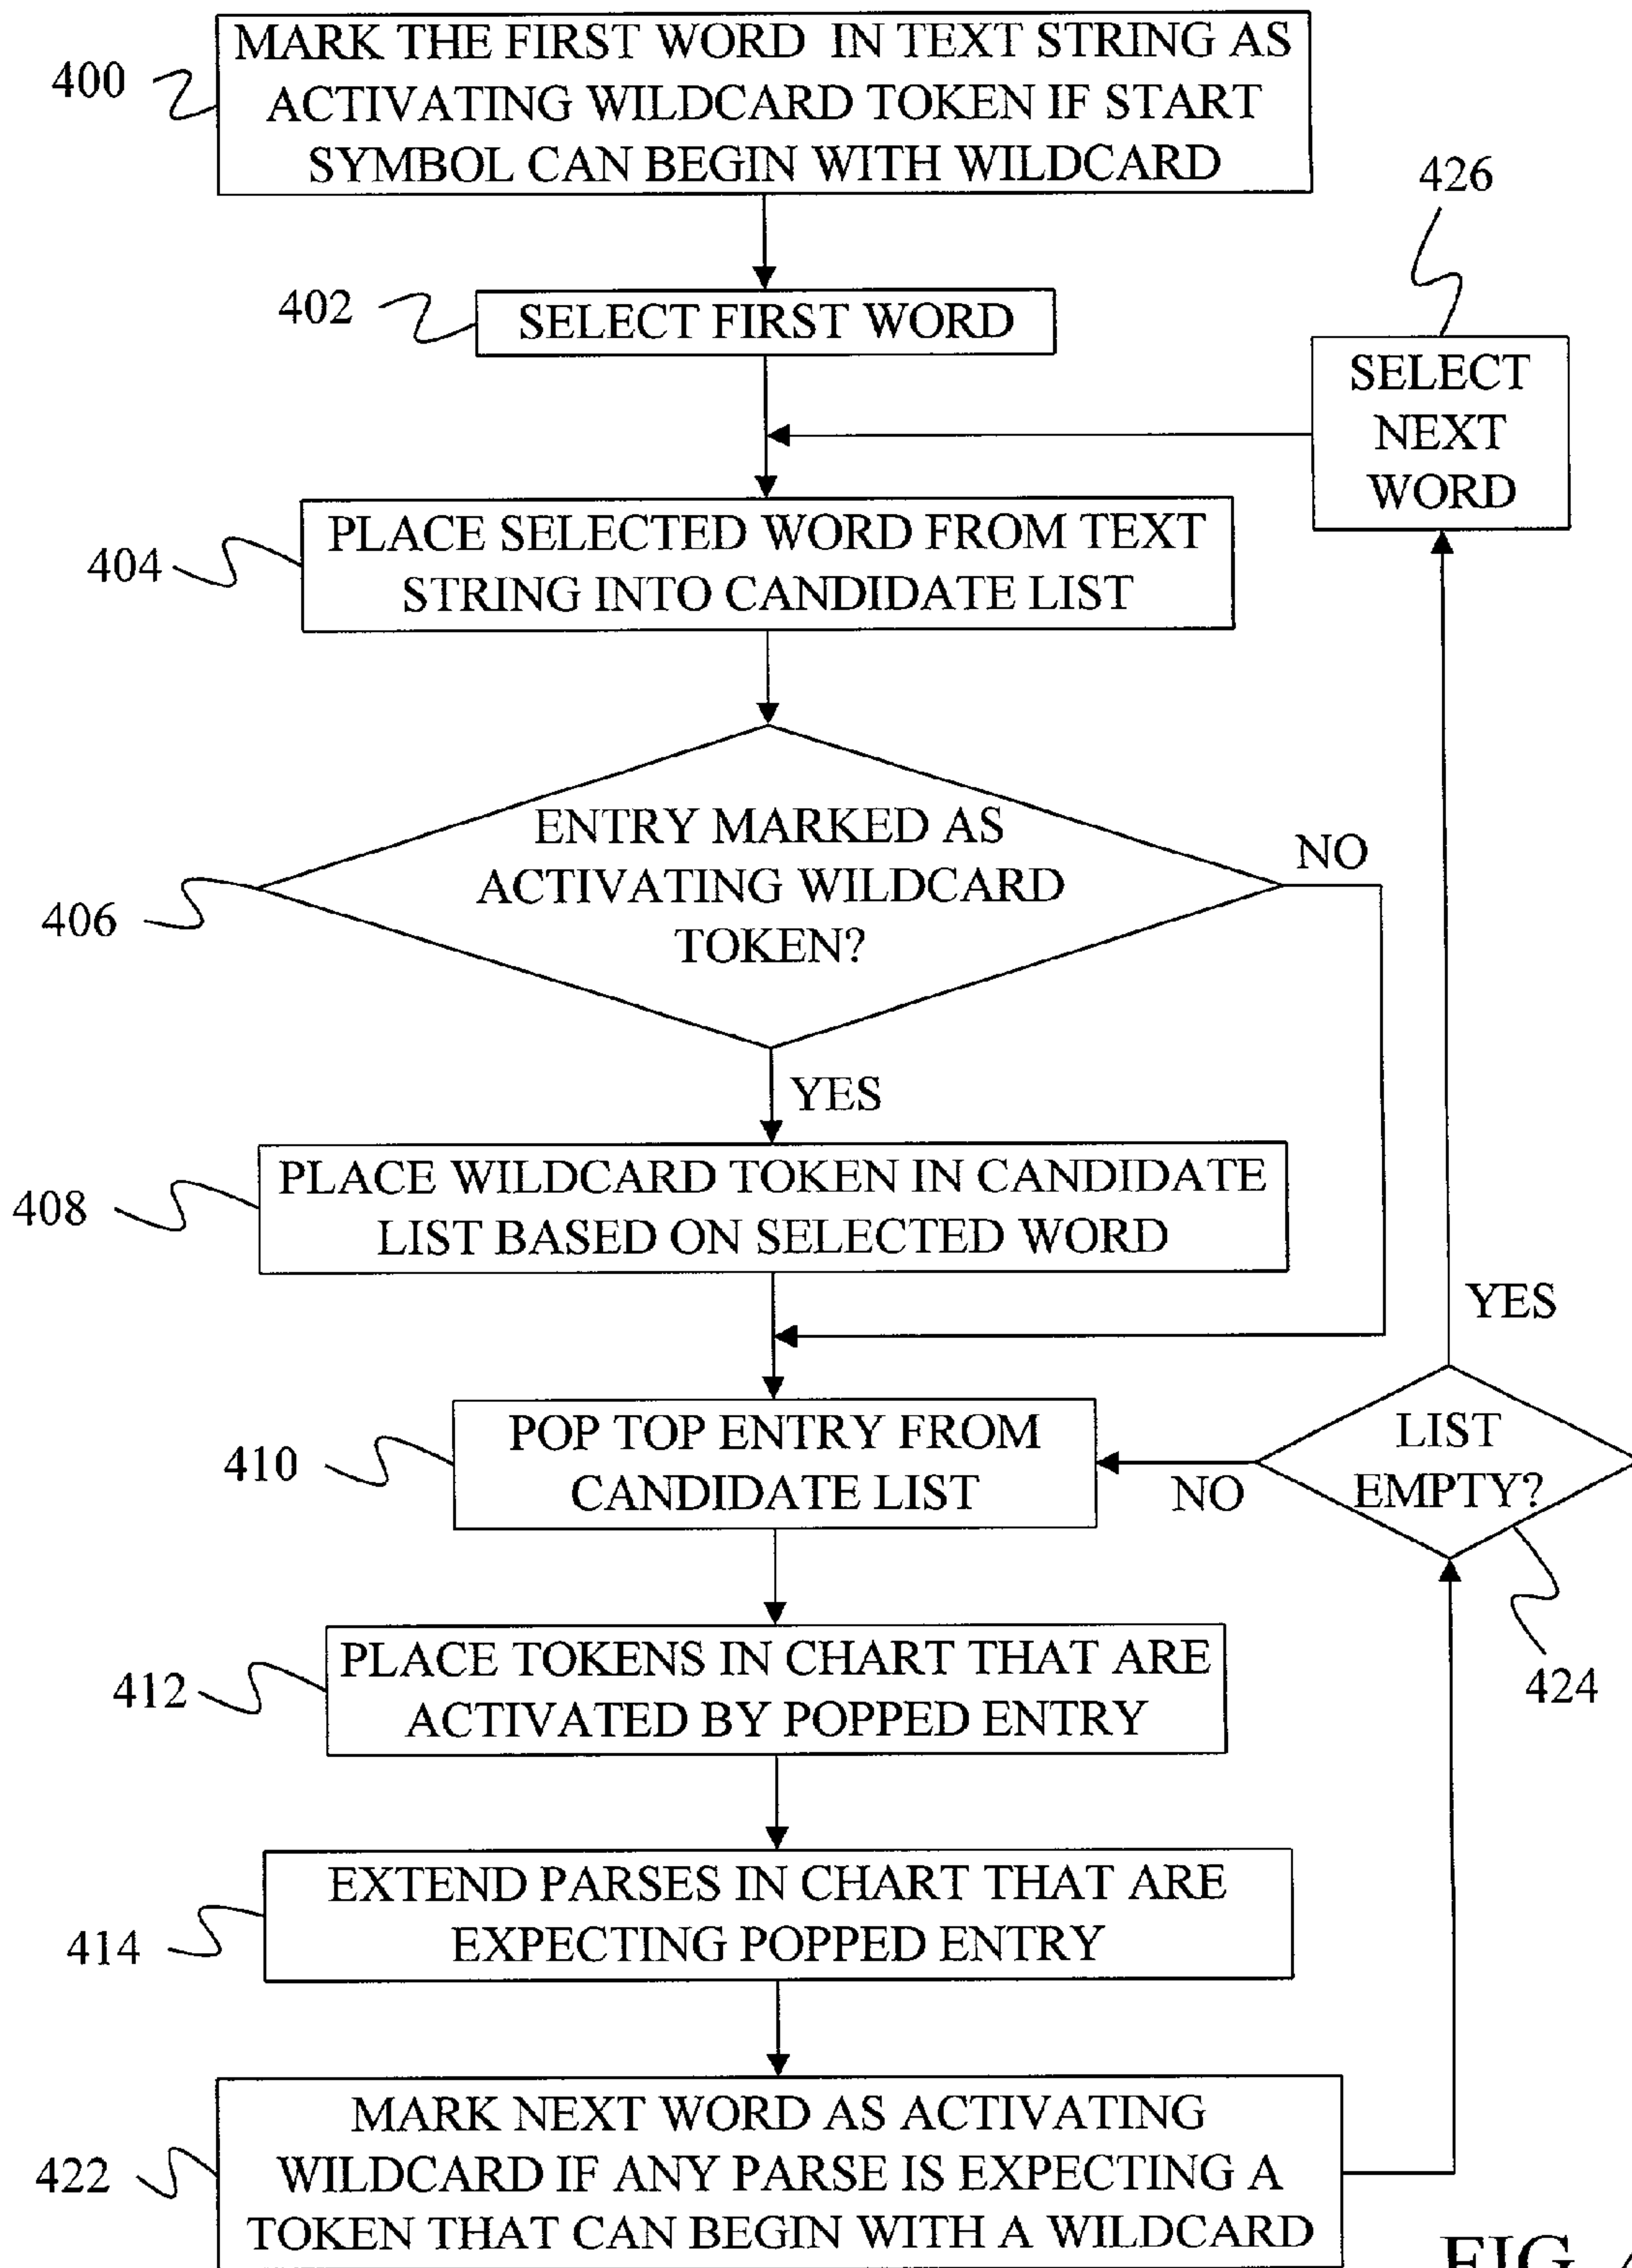 400
MARK THE FIRST WORD IN TEXT STRING AS
ACTIVATING WILDCARD TOKEN IF START
SYMBOL CAN BEGIN WITH WILDCARD
426
402
SELECT FIRST WORD
SELECT
NEXT
WORD
404
PLACE SELECTED WORD FROM TEXT
STRING INTO CANDIDATE LIST
406
ENTRY MARKED AS
ACTIVATING WILDCARD
TOKEN?
NO
YES
408
PLACE WILDCARD TOKEN IN CANDIDATE
LIST BASED ON SELECTED WORD
YES
410
POP TOP ENTRY FROM
CANDIDATE LIST
NO
LIST
EMPTY?
424
412
PLACE TOKENS IN CHART THAT ARE
ACTIVATED BY POPPED ENTRY
414
EXTEND PARSES IN CHART THAT ARE
EXPECTING POPPED ENTRY
422
MARK NEXT WORD AS ACTIVATING
WILDCARD IF ANY PARSE IS EXPECTING A
TOKEN THAT CAN BEGIN WITH A WILDCARD
FIG